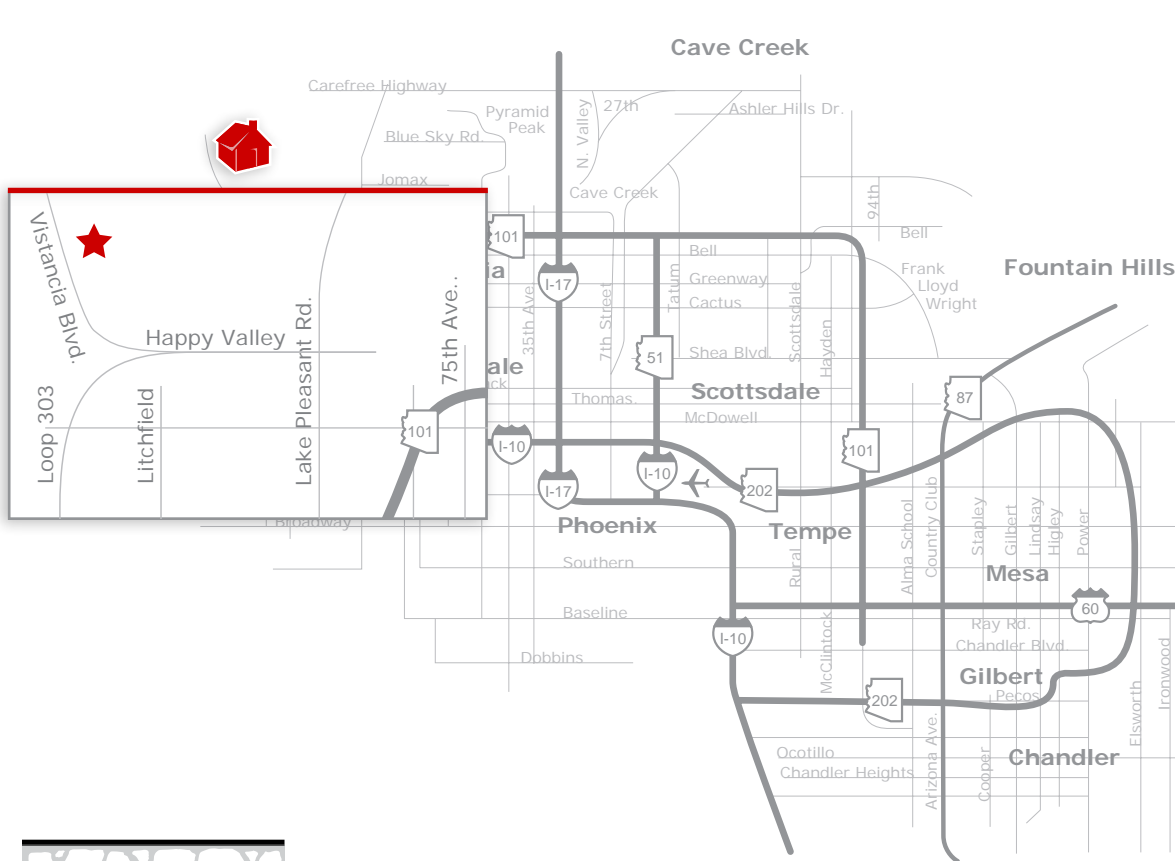 Cave Creek
Carefree Highway
27th
Pyramid
Peak
N. Valley
Ashler Hills Dr.
Blue Sky Rd.
Jomax
Cave Creek
94th
101
Bell
Bell
ia
I-17
Tatum
Greenway
Cactus
Frank
Lloyd
Wright
Fountain Hills
35th Ave.
7th Street
Scottsdale
Hayden
51
Shea Blvd.
ale
ck
Scottsdale
87
Thomas.
McDowell
101
I-10
I-10
I-17
202
Phoenix
Tempe
Broadway
Alma School
Country Club
Stapley
Gilbert
Lindsay
Higley
Power
Southern
Rural
Mesa
Baseline
60
I-10
Ray Rd.
Chandler Blvd.
Dobbins
McClintock
Gilbert
Pecos
202
Elsworth
Ironwood
Ocotillo
Chandler Heights
Arizona Ave.
Cooper
Chandler
Vistancia Blvd.
Happy Valley
Lake Pleasant Rd.
75th Ave..
Loop 303
Litchfield
101